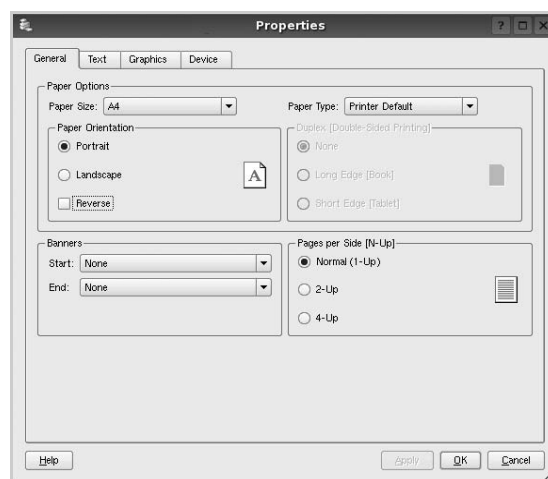 Properties
General Text Graphics Device
Paper Options
Paper Size: A4
Paper Type: Printer Default
Paper Orientation
Portrait
Landscape
Reverse
A
Duplex [Double-Sided Printing]
None
Long Edge [Book]
Short Edge [Tablet]
Banners
Start: None
End: None
Pages per Side [N-Up]
Normal (1-Up)
2-Up
4-Up
Help
Apply
OK
Cancel